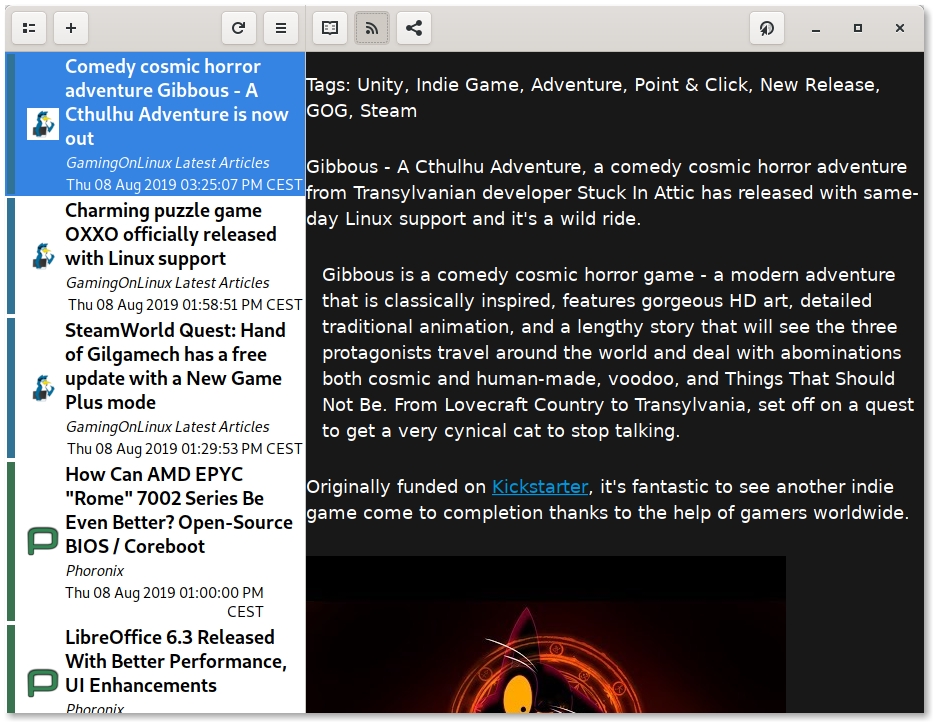 Comedy cosmic horror
adventure Gibbous - A
Cthulhu Adventure is now
out
GamingOnLinux Latest Articles
Thu 08 Aug 2019 03:25:07 PM CEST
Charming puzzle game
OXXO officially released
with Linux support
GamingOnLinux Latest Articles
Thu 08 Aug 2019 01:58:51 PM CEST
SteamWorld Quest: Hand
of Gilgamech has a free
update with a New Game
Plus mode
GamingOnLinux Latest Articles
Thu 08 Aug 2019 01:29:53 PM CEST
How Can AMD EPYC
"Rome" 7002 Series Be
Even Better? Open-Source
BIOS / Coreboot
Phoronix
Thu 08 Aug 2019 01:00:00 PM
CEST
LibreOffice 6.3 Released
With Better Performance,
UI Enhancements
Phoronix
Tags: Unity, Indie Game, Adventure, Point & Click, New Release,
GOG, Steam
Gibbous - A Cthulhu Adventure, a comedy cosmic horror adventure
from Transylvanian developer Stuck In Attic has released with same-
day Linux support and it's a wild ride.
Gibbous is a comedy cosmic horror game - a modern adventure
that is classically inspired, features gorgeous HD art, detailed
traditional animation, and a lengthy story that will see the three
protagonists travel around the world and deal with abominations
both cosmic and human-made, voodoo, and Things That Should
Not Be. From Lovecraft Country to Transylvania, set off on a quest
to get a very cynical cat to stop talking.
Originally funded on Kickstarter, it's fantastic to see another indie
game come to completion thanks to the help of gamers worldwide.